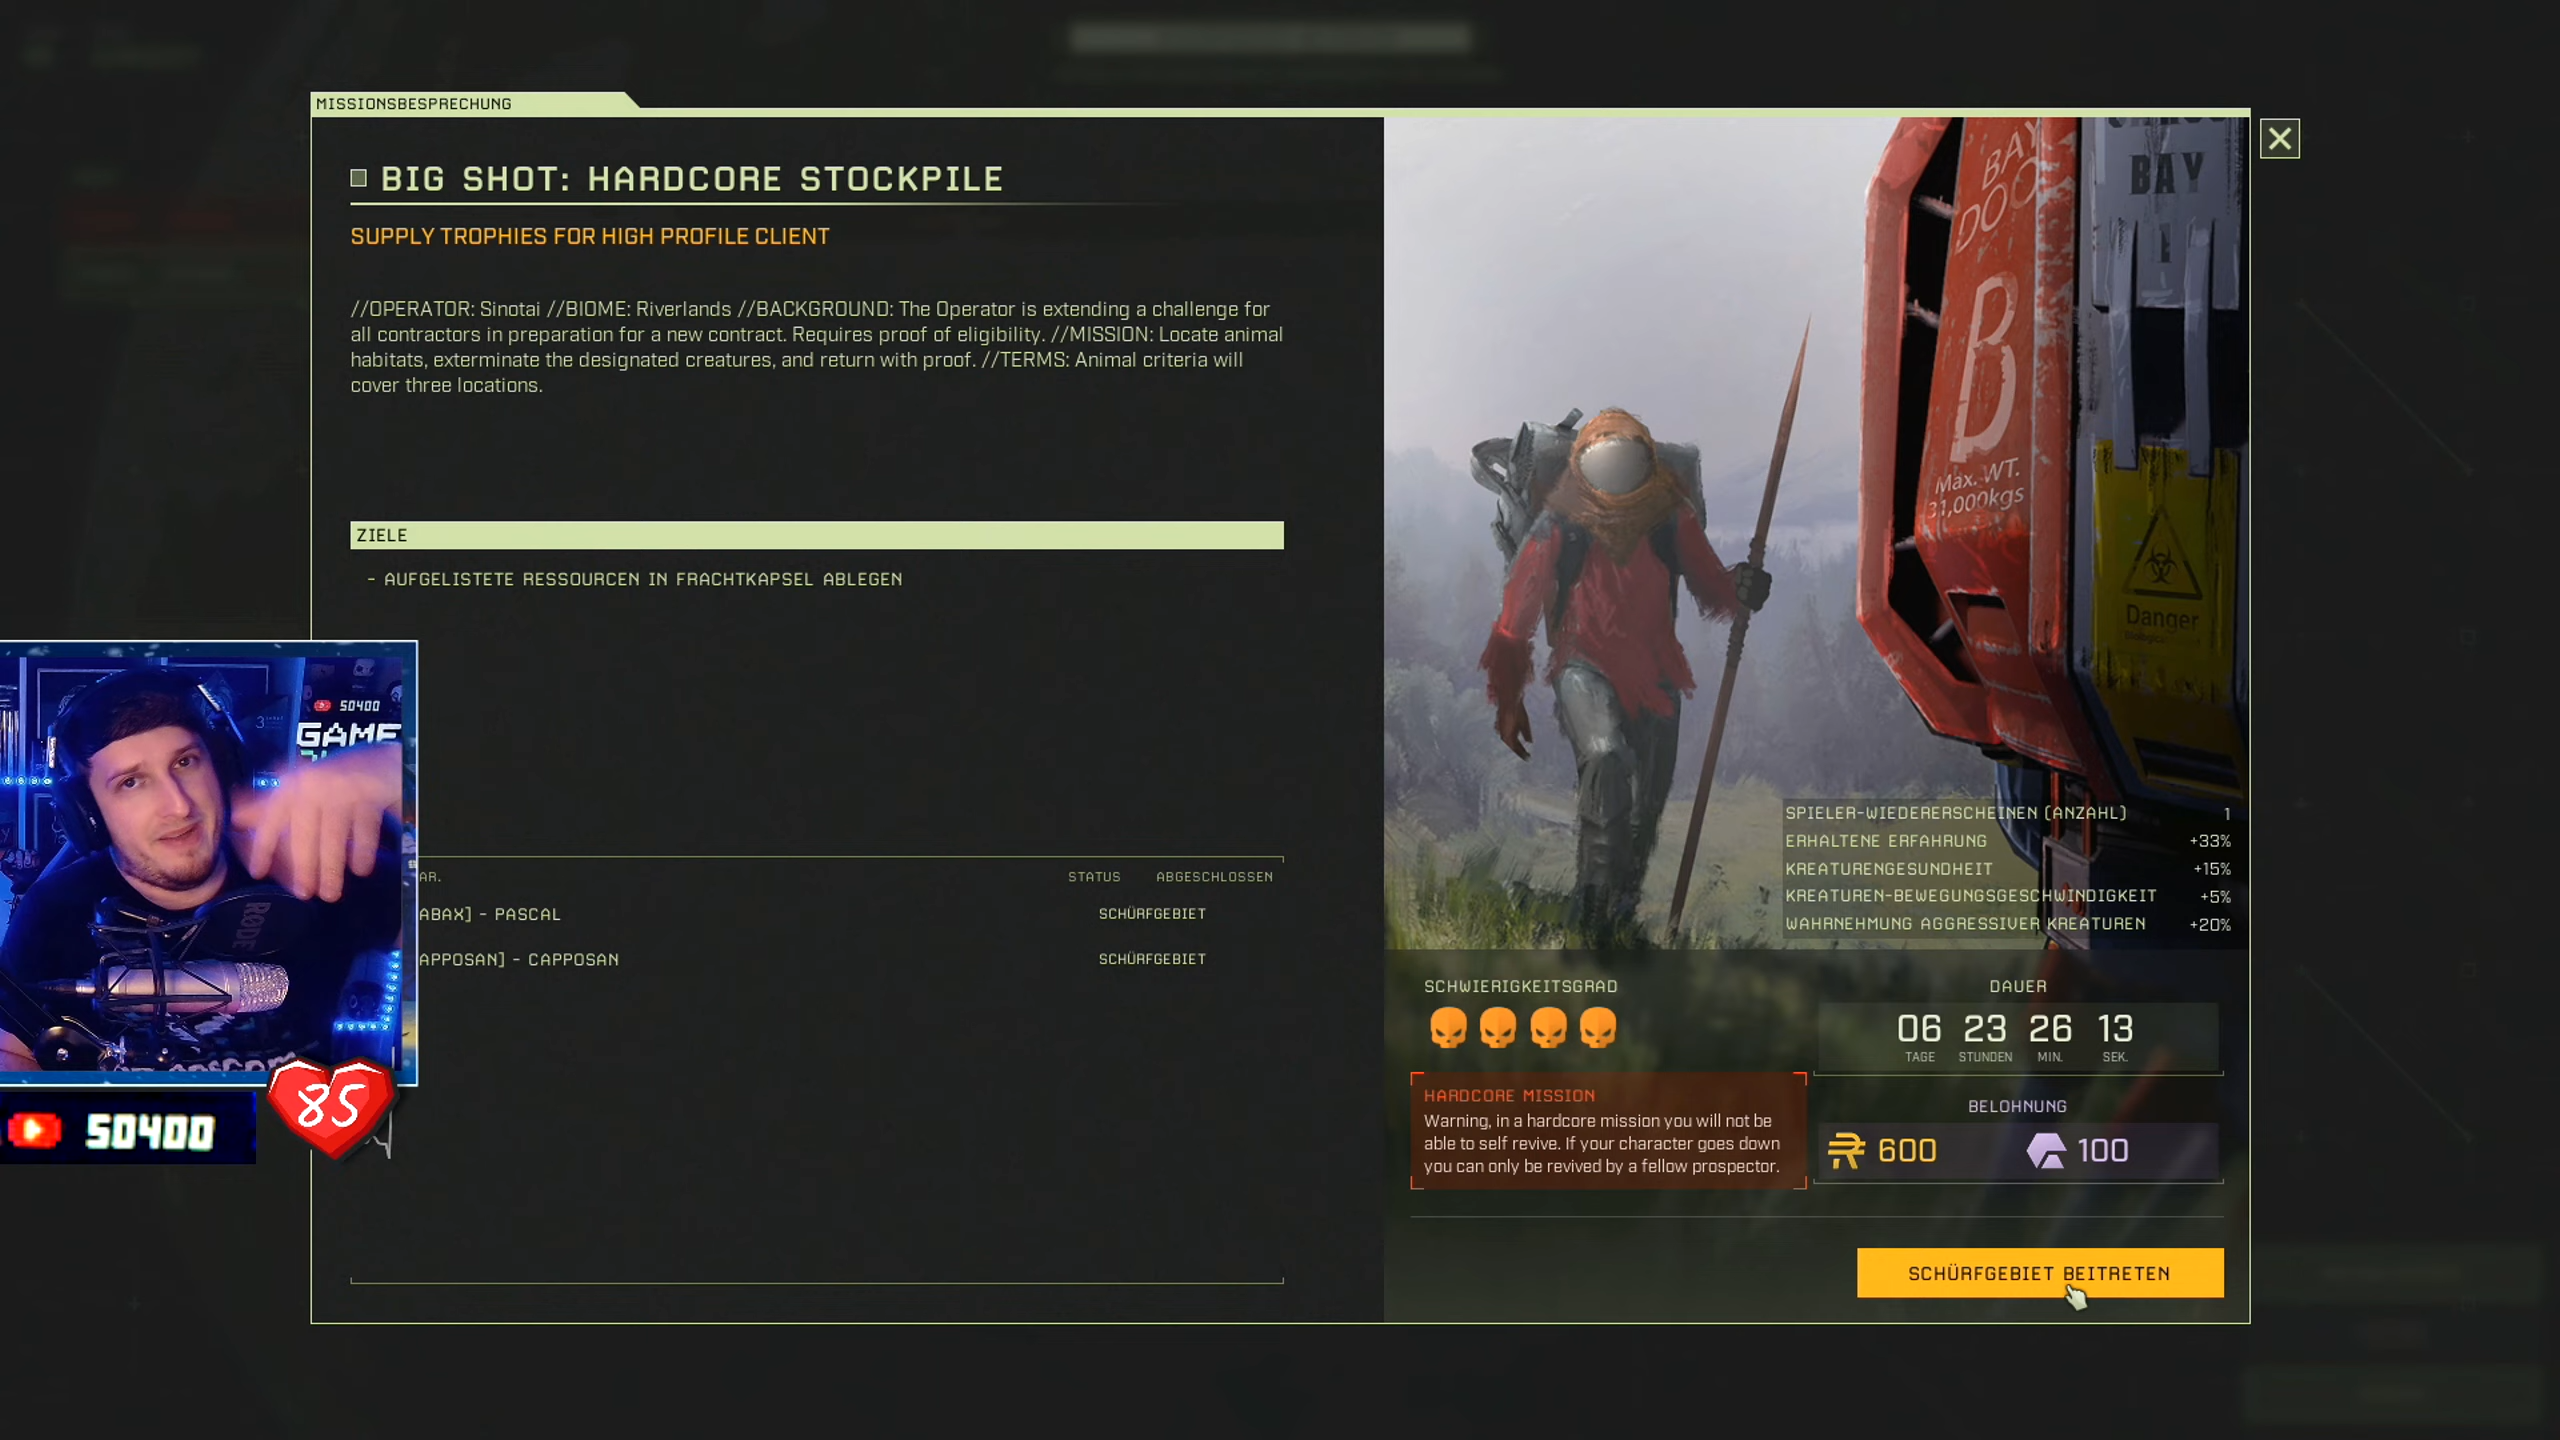 MISSIONSBESPRECHUNG
BIG SHOT: HARDCORE STOCKPILE
SUPPLY TROPHIES FOR HIGH PROFILE CLIENT
//OPERATOR: Sinotai //BIOME: Riverlands //BACKGROUND: The Operator is extending a challenge for
all contractors in preparation for a new contract. Requires proof of eligibility. //MISSION: Locate animal
habitats, exterminate the designated creatures, and return with proof. //TERMS: Animal criteria will
cover three locations.
ZIELE
- AUFGELISTETE RESSOURCEN IN FRACHTKAPSEL ABLEGEN
AR. STATUS ABGESCHLOSSEN
ABAX] - PASCAL SCHÜRFGEBIET
APPOSAN] - CAPPOSAN SCHÜRFGEBIET
50400
GAME
RØDE
50400
85
BAY
DOO
B
Max. WT.
31,000kgs
BAY
1
Danger
SPIELER-WIEDERERSCHEINEN (ANZAHL) 1
ERHALTENE ERFAHRUNG +33%
KREATURENGESUNDHEIT +15%
KREATUREN-BEWEGUNGSGESCHWINDIGKEIT +5%
WAHRNEHMUNG AGGRESSIVER KREATUREN +20%
SCHWIERIGKEITSGRAD
DAUER
06 23 26 13
TAGE STUNDEN MIN. SEK.
HARDCORE MISSION
Warning, in a hardcore mission you will not be
able to self revive. If your character goes down
you can only be revived by a fellow prospector.
BELOHNUNG
600 100
SCHÜRFGEBIET BEITRETEN